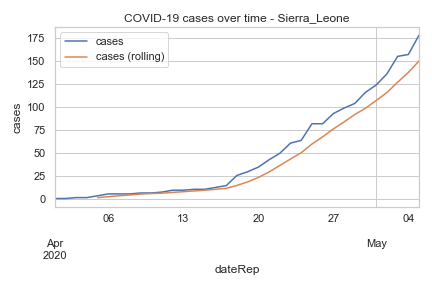 COVID-19 cases over time - Sierra_Leone
cases
cases (rolling)
cases
175
150
125
100
75
50
25
0
06 13 20 27 04
Apr May
2020
dateRep